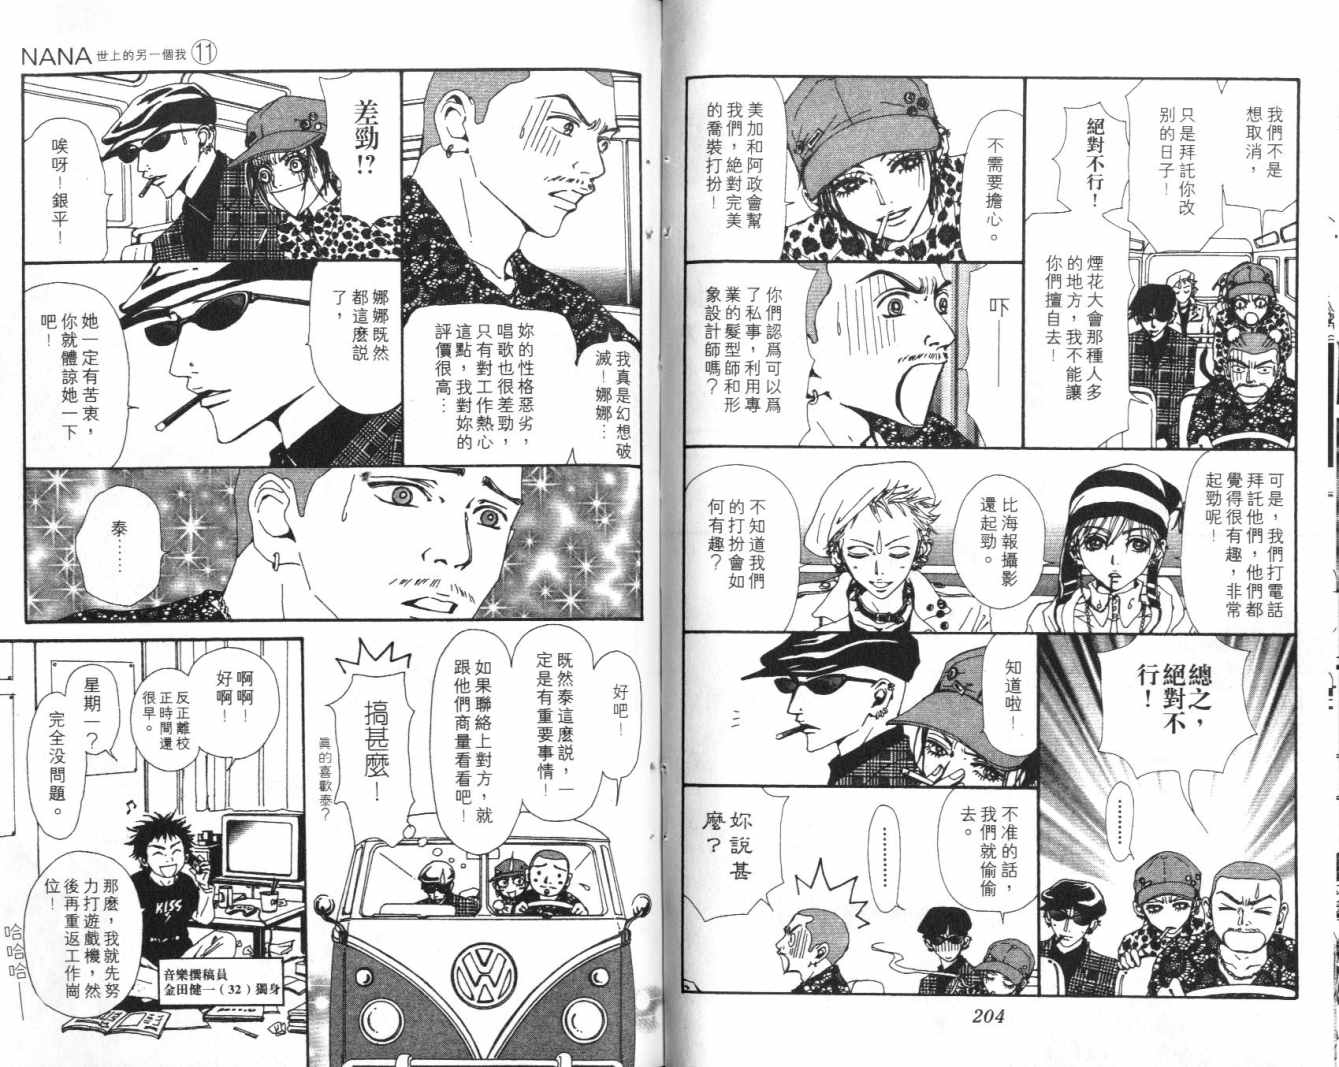 NANA 世上的另一個我 11
我們不是
想取消，
只是拜託你改
別的日子！
絕對不行！
煙花大會那種人多
的地方，我不能讓
你們擅自去！
不需要擔心。
美加和阿政會幫
我們，絕對完美
的喬裝打扮！
吓——
你們認爲可以爲
了私事，利用專
業的髮型師和形
象設計師嗎？
可是，我們打電話
拜託他們，他們都
覺得很有趣，非常
起勁呢！
比海報攝影
還起勁。
不知道我們
的打扮會如
何有趣？
總之，
絕對不
行！
………
知道啦！
不准的話，
我們就偷偷
去。
………
妳說甚
麼？
204
我真是幻想破
滅！娜娜…
妳的性格惡劣，
唱歌也很差勁，
只有對工作熱心
這點，我對妳的
評價很高…
差勁!?
唉呀！銀平！
娜娜既然
都這麼說
了，
她一定有苦衷，
你就體諒她一下
吧！
泰……
好吧！
既然泰這麼說，一
定是有重要事情！
如果聯絡上對方，就
跟他們商量看看吧！
搞甚麼！
眞的喜歡泰？
啊啊！
好啊！
反正離校
正時間還
很早。
星期一？
完全没問題。
那麼，我就先努
力打遊戲機，然
後再重返工作崗
位！
哈哈哈——
KISS
音樂撰稿員
金田健一（32）獨身